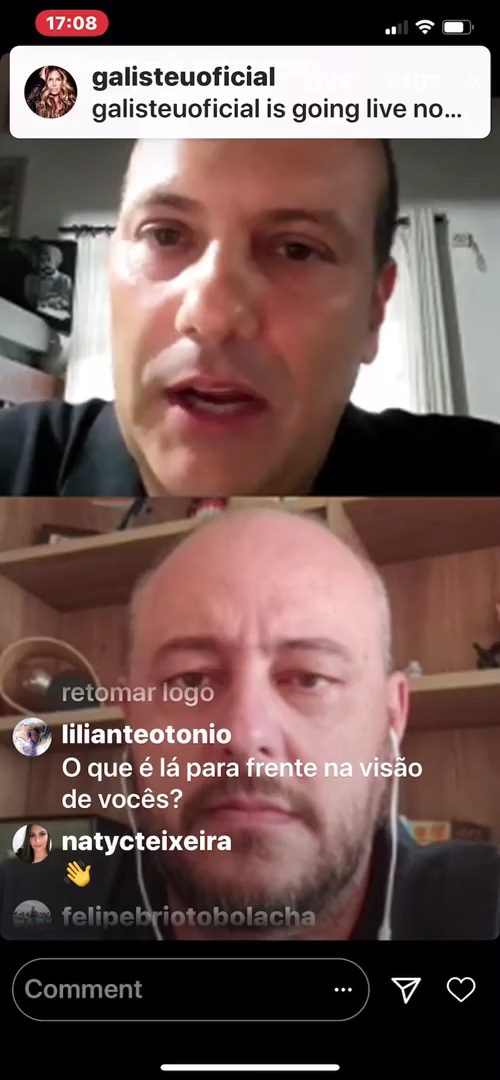 17:08
galisteuoficial
galisteuoficial is going live no...
retomar logo
lilianteotonio
O que é lá para frente na visão
de vocês?
natycteixeira
👋
felipebriotobolacha
Comment